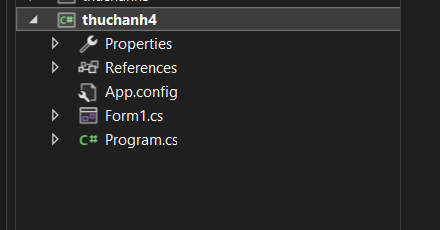 thuchanh4
Properties
References
App.config
Form1.cs
C# Program.cs